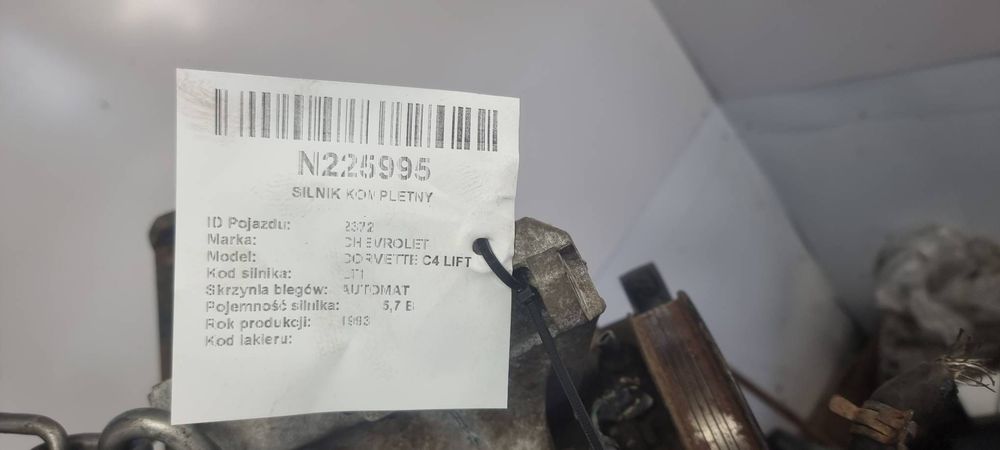 N225995
SILNIK KOMPLETNY
ID Pojazdu: 2372
Marka: CHEVROLET
Model: CORVETTE C4 LIFT
Kod silnika: LT1
Skrzynia biegów: AUTOMAT
Pojemność silnika: 5,7 B
Rok produkcji: 1993
Kod lakieru: